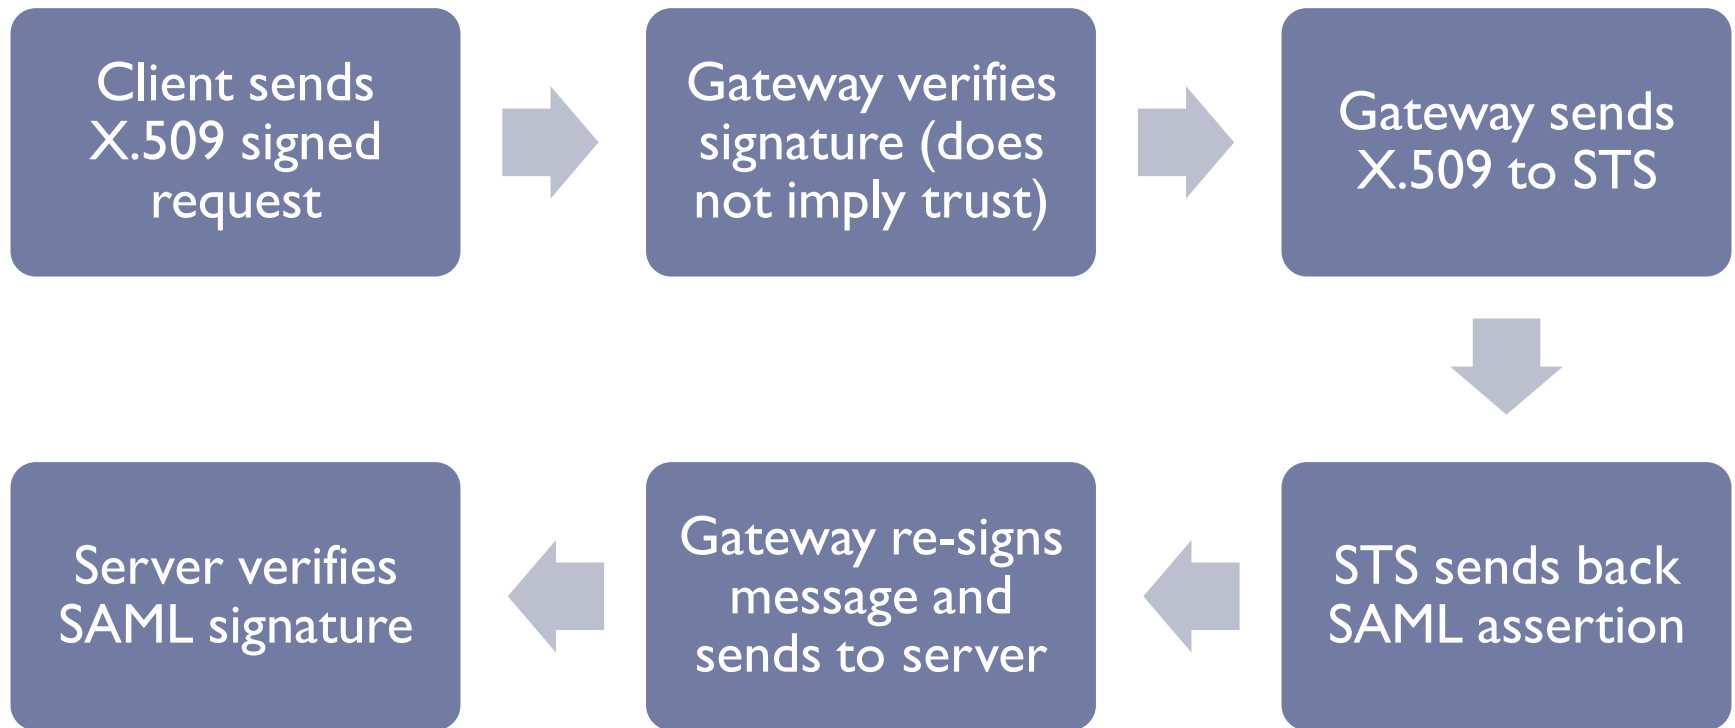 Client sends
X.509 signed
request
Gateway verifies
signature (does
not imply trust)
Gateway sends
X.509 to STS
STS sends back
SAML assertion
Gateway re-signs
message and
sends to server
Server verifies
SAML signature